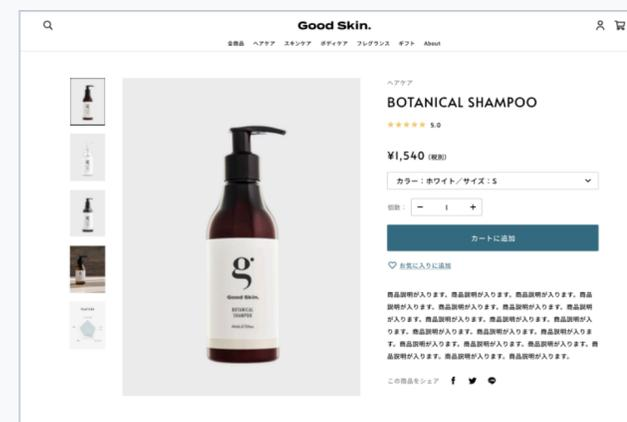 Good Skin.
全商品 ヘアケア スキンケア ボディケア フレグランス ギフト About
ヘアケア
BOTANICAL SHAMPOO
5.0
¥1,540 (税別)
カラー：ホワイト／サイズ：S
個数： − 1 +
カートに追加
お気に入りに追加
商品説明が入ります。商品説明が入ります。商品説明が入ります。商品
説明が入ります。商品説明が入ります。商品説明が入ります。商品説明
が入ります。商品説明が入ります。商品説明が入ります。商品説明が入
ります。商品説明が入ります。商品説明が入ります。商品説明が入りま
す。商品説明が入ります。商品説明が入ります。商品説明が入ります。商
品説明が入ります。商品説明が入ります。商品説明が入ります。
この商品をシェア
g
Good Skin.
BOTANICAL
SHAMPOO